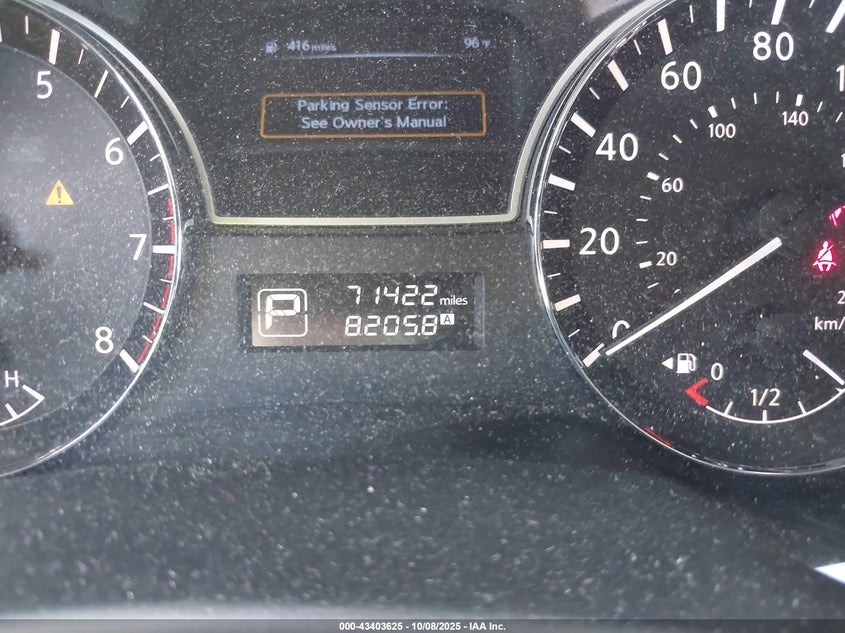 416 miles 96 °F
Parking Sensor Error:
See Owner's Manual
5
6
7
8
H
P
71422 miles
8205.8 A
0
20
40
60
80
20
60
100
140
km/
0
1/2
000-43403625 - 10/08/2025 - IAA Inc.